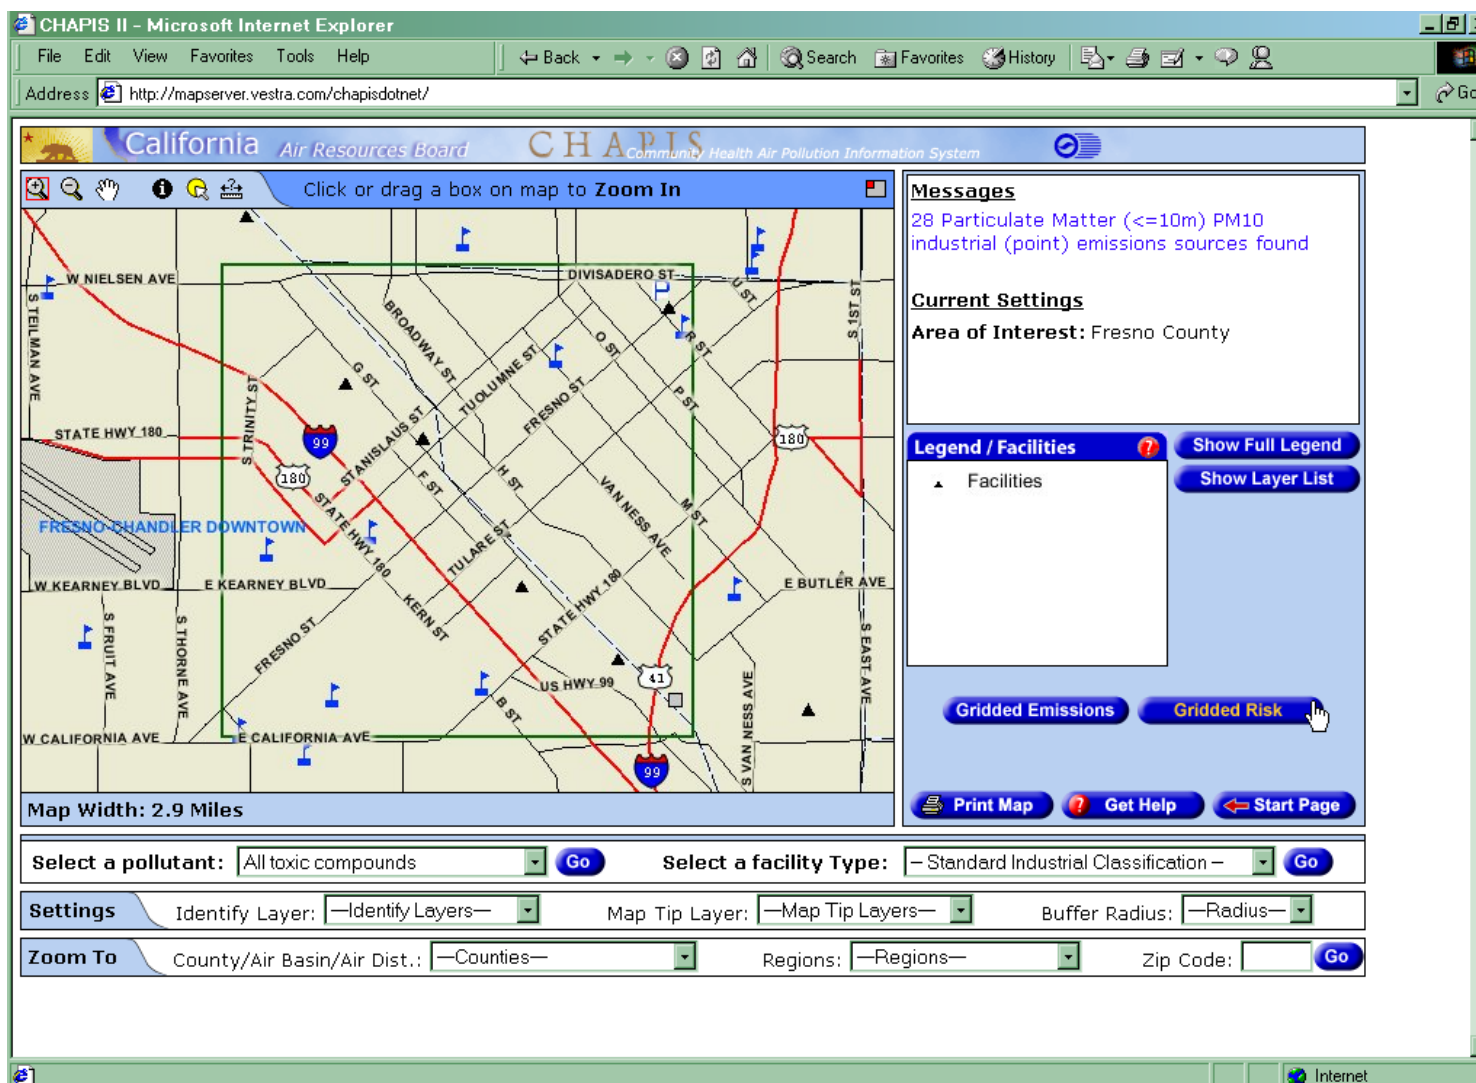 CHAPIS II - Microsoft Internet Explorer
File Edit View Favorites Tools Help
Back Search Favorites History
Address http://mapserver.vestra.com/chapisdotnet/ Go
California Air Resources Board CHAPIS Community Health Air Pollution Information System
Click or drag a box on map to Zoom In
W NIELSEN AVE
DIVISADERO ST
U ST
S TEILMAN AVE
BROADWAY ST
S 1ST ST
P
R ST
O ST
G ST
TUOLUMNE ST
FRESNO ST
P ST
S TRINITY ST
STANISLAUS ST
STATE HWY 180
99
180
180
F ST
H ST
VAN NESS AVE
M ST
STATE HWY 180
FRESNO-CHANDLER DOWNTOWN
TULARE ST
W KEARNEY BLVD
E KEARNEY BLVD
KERN ST
STATE HWY 180
E BUTLER AVE
S FRUIT AVE
S THORNE AVE
FRESNO ST
S EAST AVE
US HWY 99
41
B ST
S VAN NESS AVE
W CALIFORNIA AVE
E CALIFORNIA AVE
99
Map Width: 2.9 Miles
Messages
28 Particulate Matter (<=10m) PM10
industrial (point) emissions sources found
Current Settings
Area of Interest: Fresno County
Legend / Facilities ? Show Full Legend
Facilities Show Layer List
Gridded Emissions Gridded Risk
Print Map ? Get Help Start Page
Select a pollutant: All toxic compounds Go Select a facility Type: – Standard Industrial Classification – Go
Settings Identify Layer: —Identify Layers— Map Tip Layer: —Map Tip Layers— Buffer Radius: —Radius—
Zoom To County/Air Basin/Air Dist.: —Counties— Regions: —Regions— Zip Code: Go
Internet